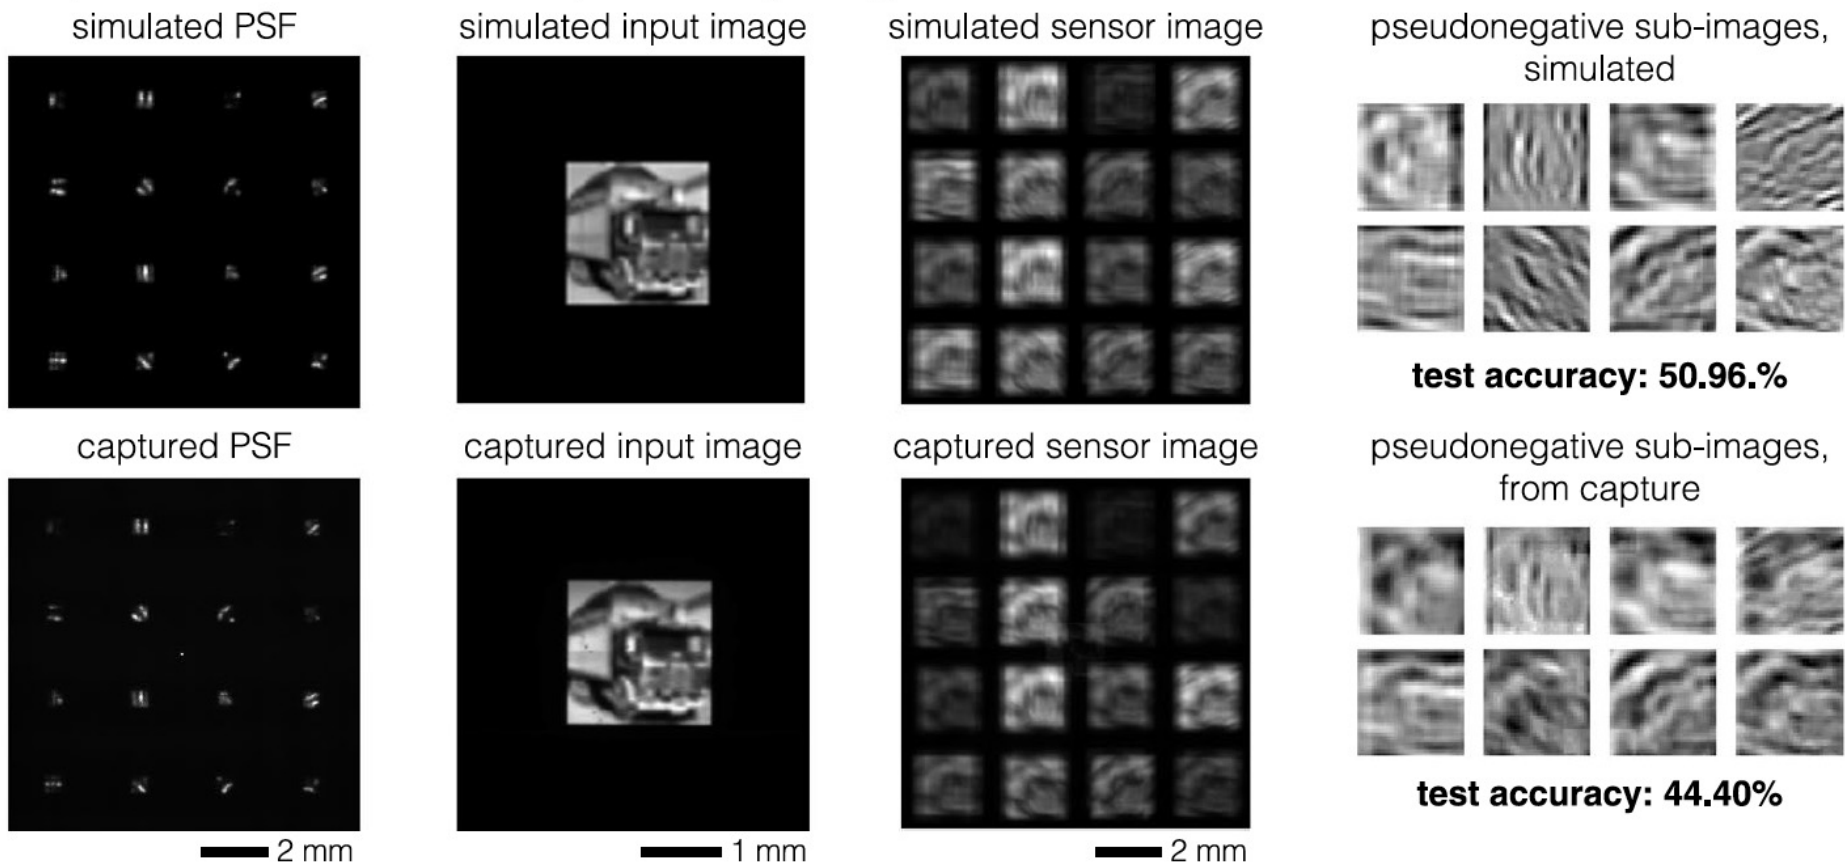 simulated PSF
simulated input image
simulated sensor image
pseudonegative sub-images,
simulated
test accuracy: 50.96.%
captured PSF
captured input image
captured sensor image
pseudonegative sub-images,
from capture
test accuracy: 44.40%
2 mm
1 mm
2 mm